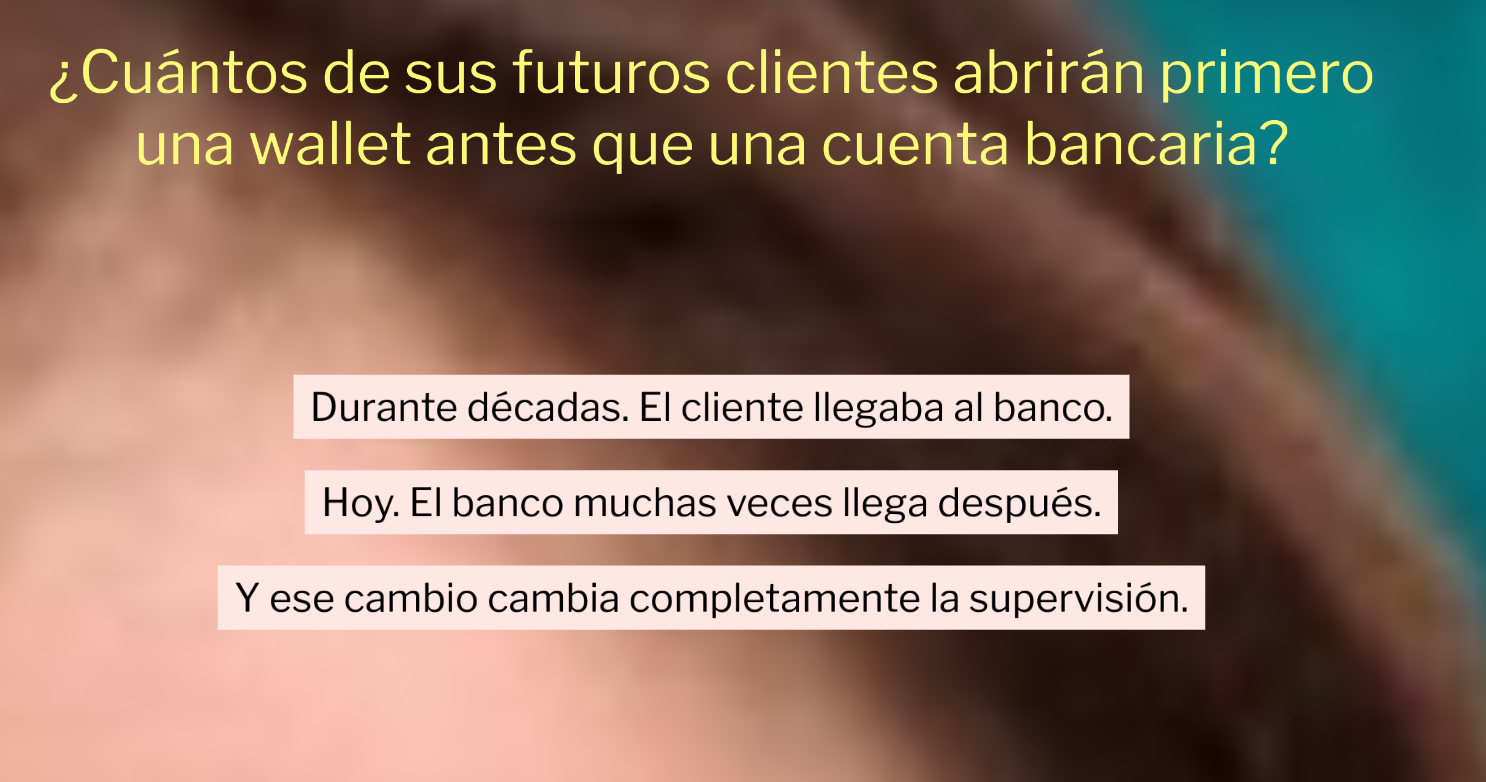 ¿Cuántos de sus futuros clientes abrirán primero
una wallet antes que una cuenta bancaria?
Durante décadas. El cliente llegaba al banco.
Hoy. El banco muchas veces llega después.
Y ese cambio cambia completamente la supervisión.